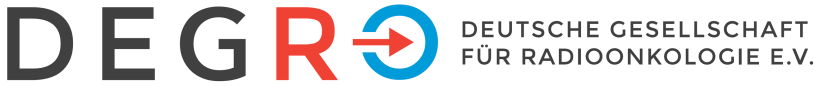 DEGRO
DEUTSCHE GESELLSCHAFT
FÜR RADIOONKOLOGIE E.V.